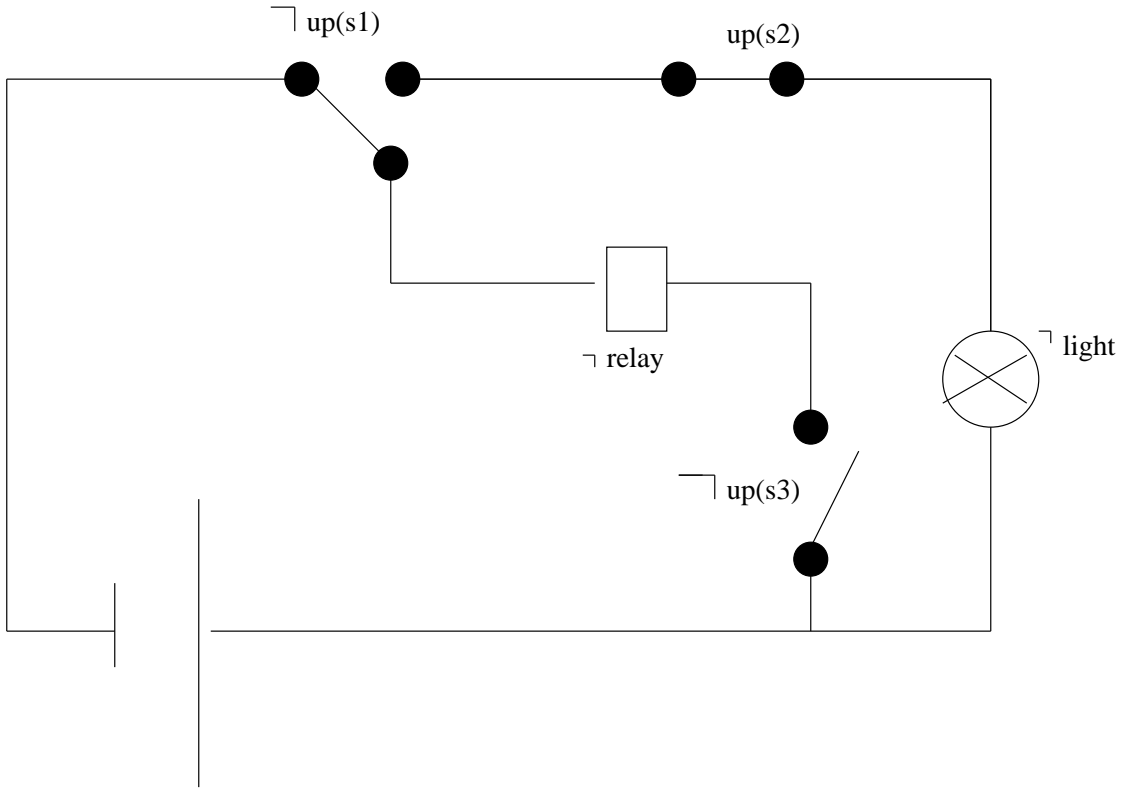 ¬ up(s1)
up(s2)
¬ light
¬ relay
¬ up(s3)